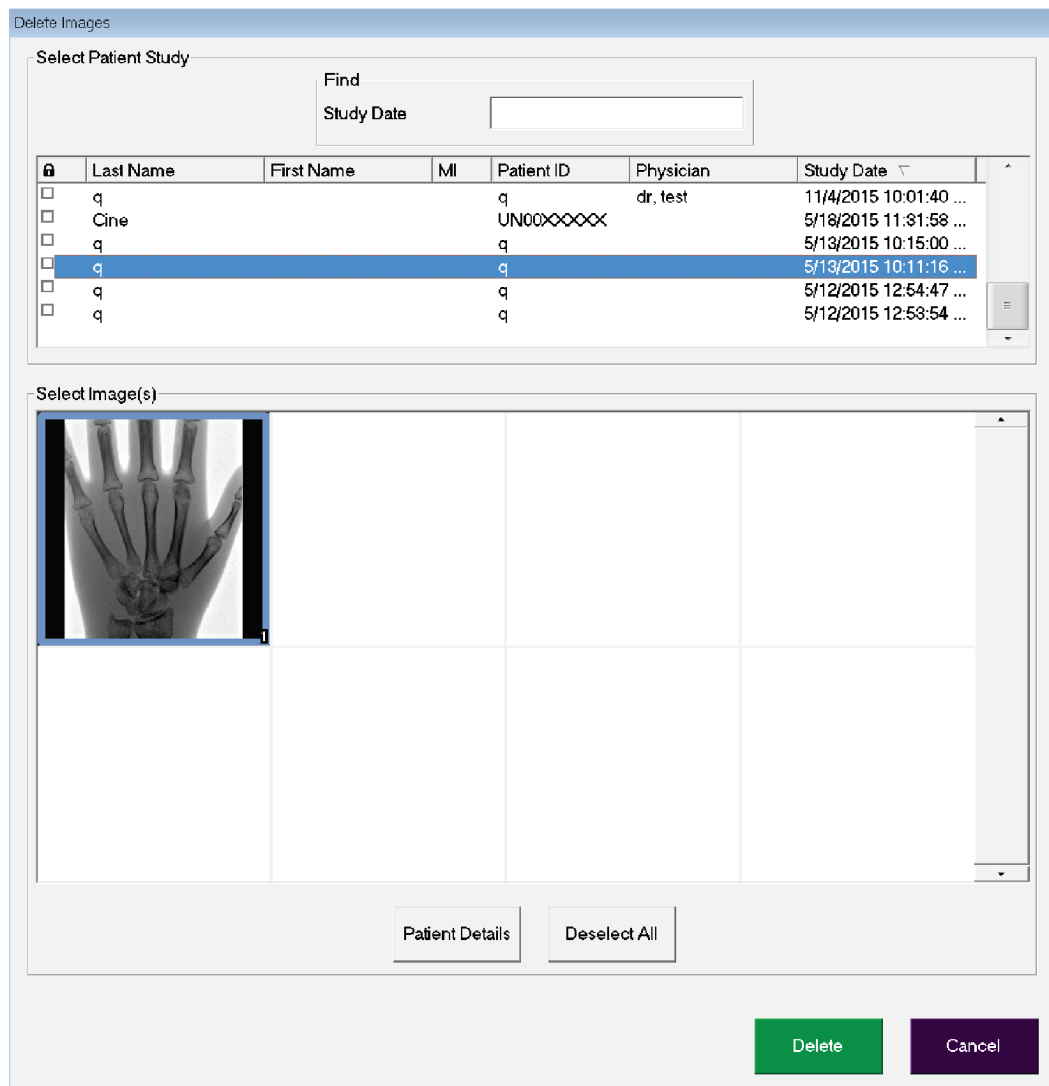 Delete Images
Select Patient Study
Find
Study Date
Last Name First Name MI Patient ID Physician Study Date
q q dr, test 11/4/2015 10:01:40 ...
Cine UN00XXXXX 5/18/2015 11:31:58 ...
q q 5/13/2015 10:15:00 ...
q q 5/13/2015 10:11:16 ...
q q 5/12/2015 12:54:47 ...
q q 5/12/2015 12:53:54 ...
Select Image(s)
1
Patient Details Deselect All
Delete Cancel